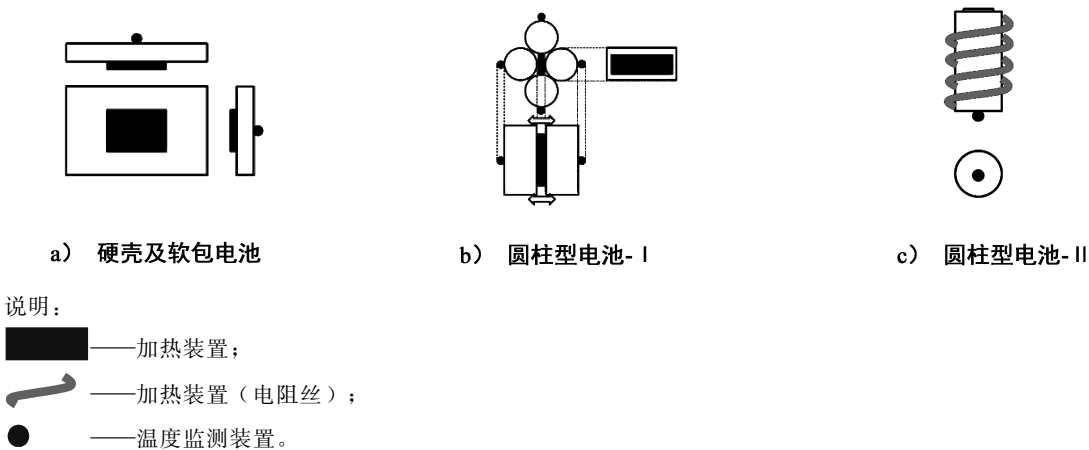 a） 硬壳及软包电池
b） 圆柱型电池-Ⅰ
c） 圆柱型电池-Ⅱ
说明：
——加热装置；
——加热装置（电阻丝）；
——温度监测装置。